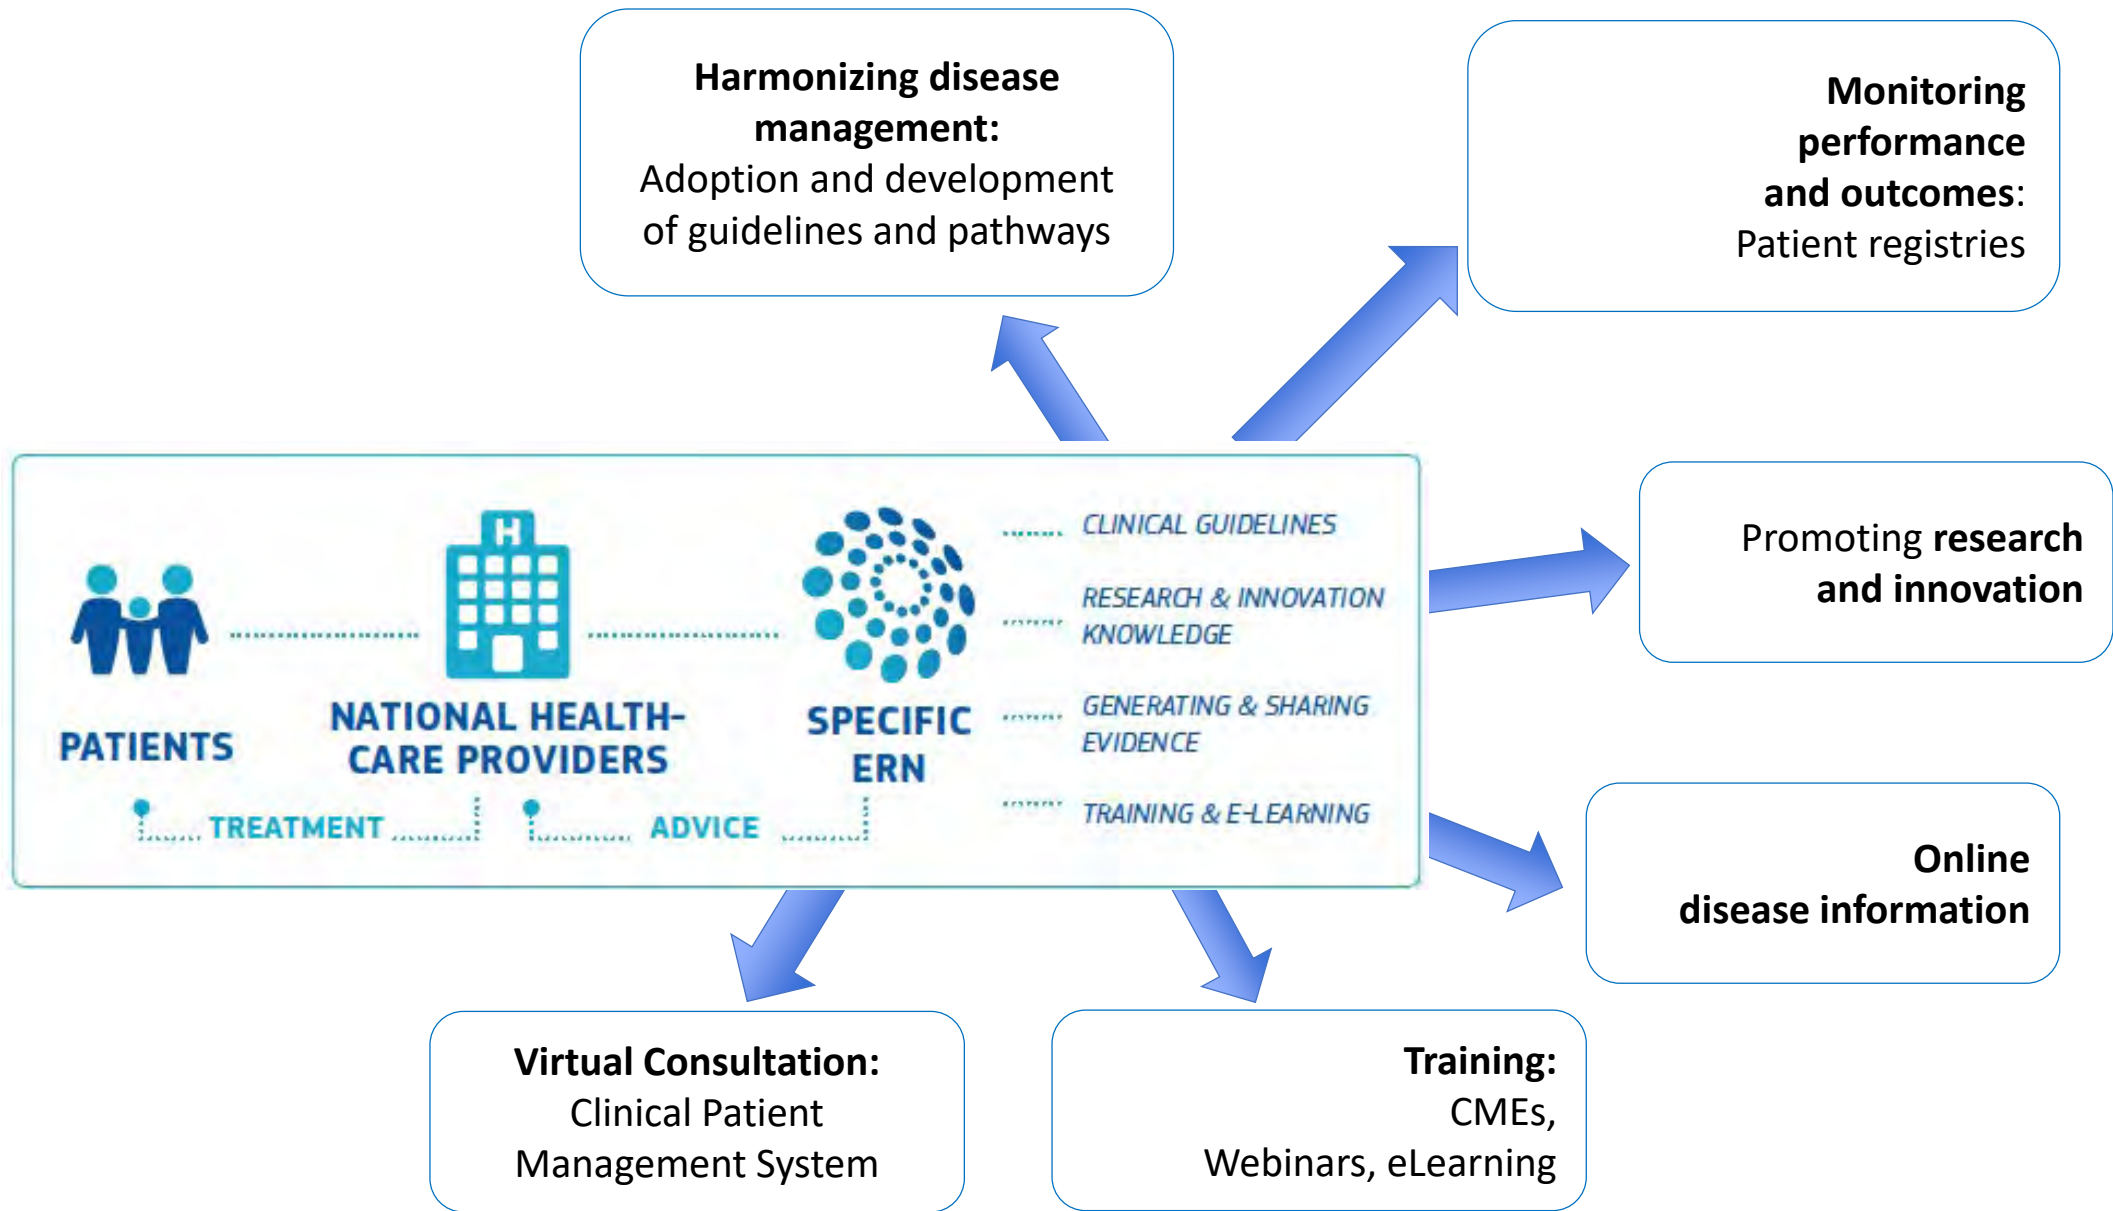 Harmonizing disease
management:
Adoption and development
of guidelines and pathways
Monitoring
performance
and outcomes:
Patient registries
H
PATIENTS
NATIONAL HEALTH-
CARE PROVIDERS
SPECIFIC
ERN
TREATMENT
ADVICE
CLINICAL GUIDELINES
RESEARCH & INNOVATION
KNOWLEDGE
GENERATING & SHARING
EVIDENCE
TRAINING & E-LEARNING
Promoting research
and innovation
Online
disease information
Virtual Consultation:
Clinical Patient
Management System
Training:
CMEs,
Webinars, eLearning